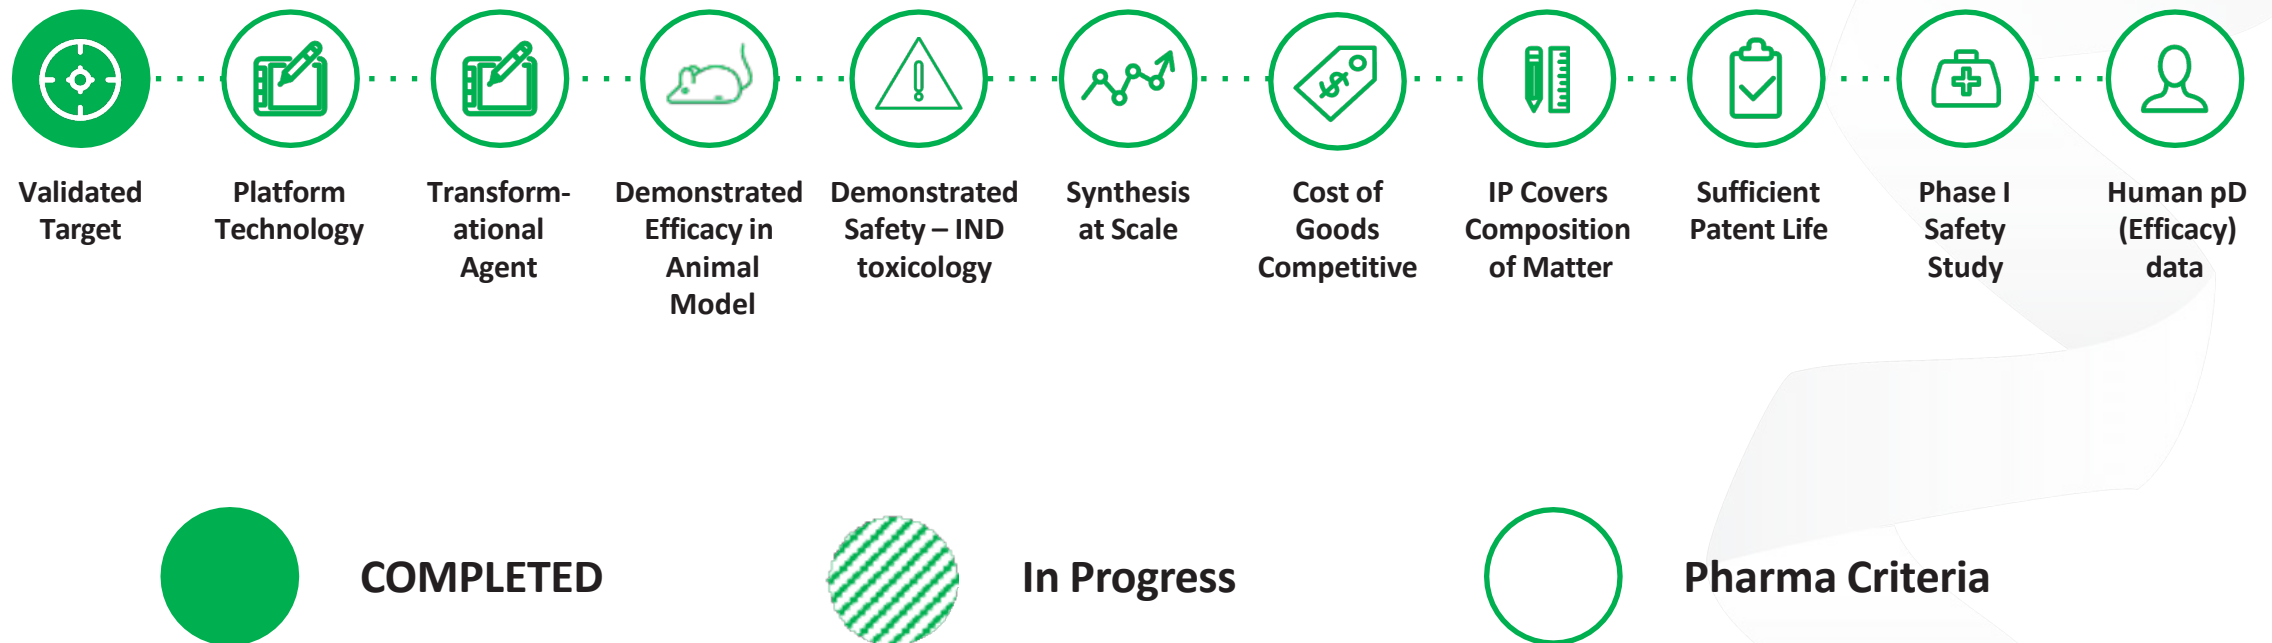 Validated
Target
Platform
Technology
Transform-
ational
Agent
Demonstrated
Efficacy in
Animal
Model
Demonstrated
Safety – IND
toxicology
Synthesis
at Scale
$
Cost of
Goods
Competitive
IP Covers
Composition
of Matter
Sufficient
Patent Life
Phase I
Safety
Study
Human pD
(Efficacy)
data
COMPLETED
In Progress
Pharma Criteria